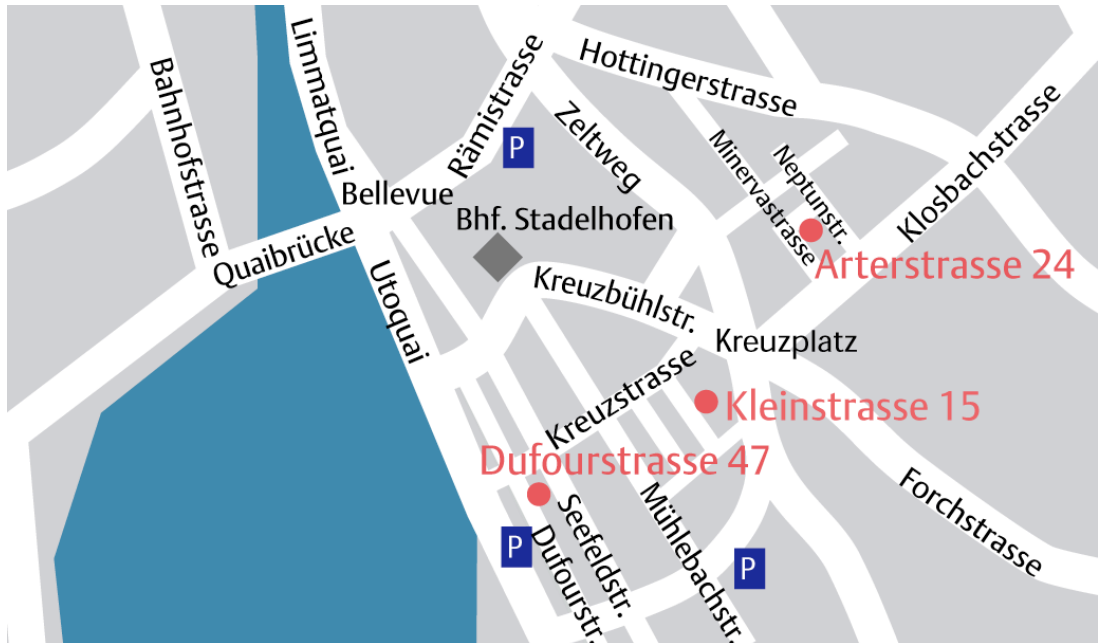 Bahnhofstrasse
Limmatquai
Rämistrasse
Hottingerstrasse
Zeltweg
P
Minervastrasse
Neptunstr.
Klosbachstrasse
Bellevue
Bhf. Stadelhofen
Quaibrücke
Utoquai
Arterstrasse 24
Kreuzbühlstr.
Kreuzplatz
Kreuzstrasse
Kleinstrasse 15
Dufourstrasse 47
Forchstrasse
Seefeldstr.
Mühlebachstr.
P
Dufourstr.
P